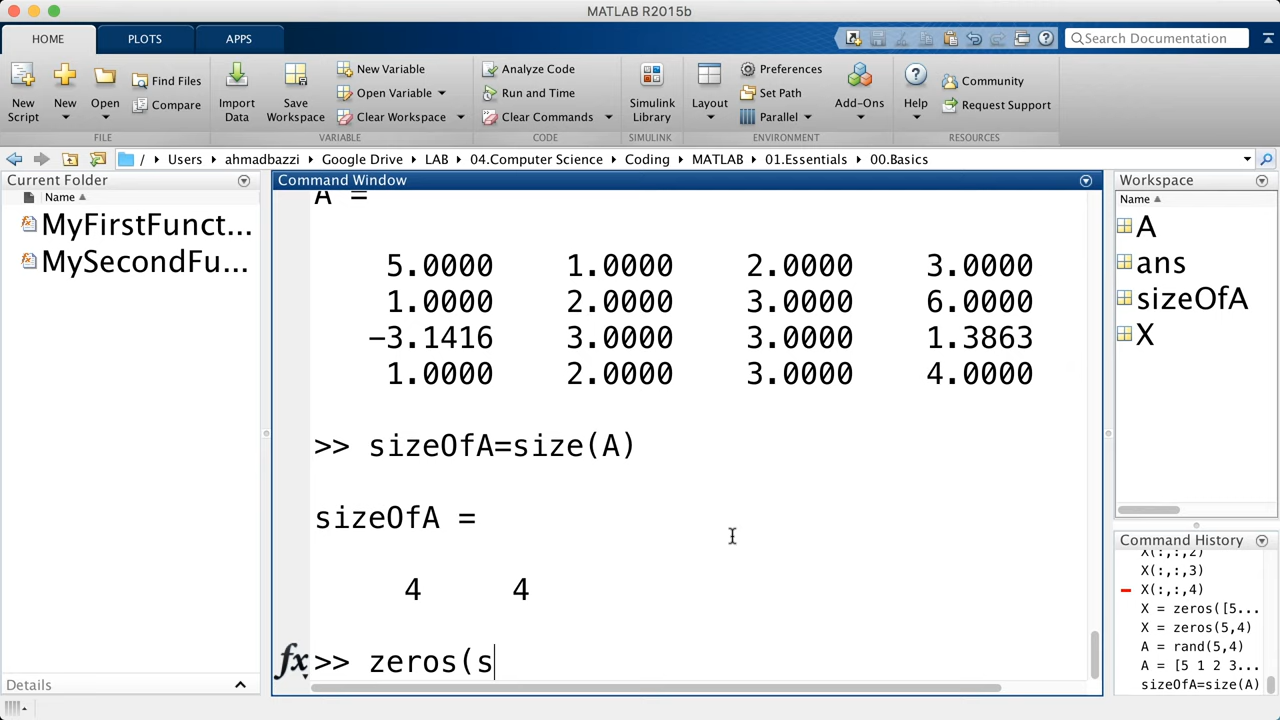 MATLAB R2015b
HOME PLOTS APPS
Search Documentation
New Script
New
Open
Find Files
Compare
FILE
Import Data
Save Workspace
New Variable
Open Variable
Clear Workspace
VARIABLE
Analyze Code
Run and Time
Clear Commands
CODE
Simulink Library
SIMULINK
Layout
Preferences
Set Path
Parallel
Add-Ons
ENVIRONMENT
Help
Community
Request Support
RESOURCES
/ Users ahmadbazzi Google Drive LAB 04.Computer Science Coding MATLAB 01.Essentials 00.Basics
Current Folder
Name
MyFirstFunct...
MySecondFu...
Details
Command Window
A =
5.0000 1.0000 2.0000 3.0000
1.0000 2.0000 3.0000 6.0000
-3.1416 3.0000 3.0000 1.3863
1.0000 2.0000 3.0000 4.0000
>> sizeOfA=size(A)
sizeOfA =
4 4
fx >> zeros(s
Workspace
Name
A
ans
sizeOfA
X
Command History
X(:,:,2)
X(:,:,3)
X(:,:,4)
X = zeros([5...
X = zeros(5,4)
A = rand(5,4)
A = [5 1 2 3...
sizeOfA=size(A)